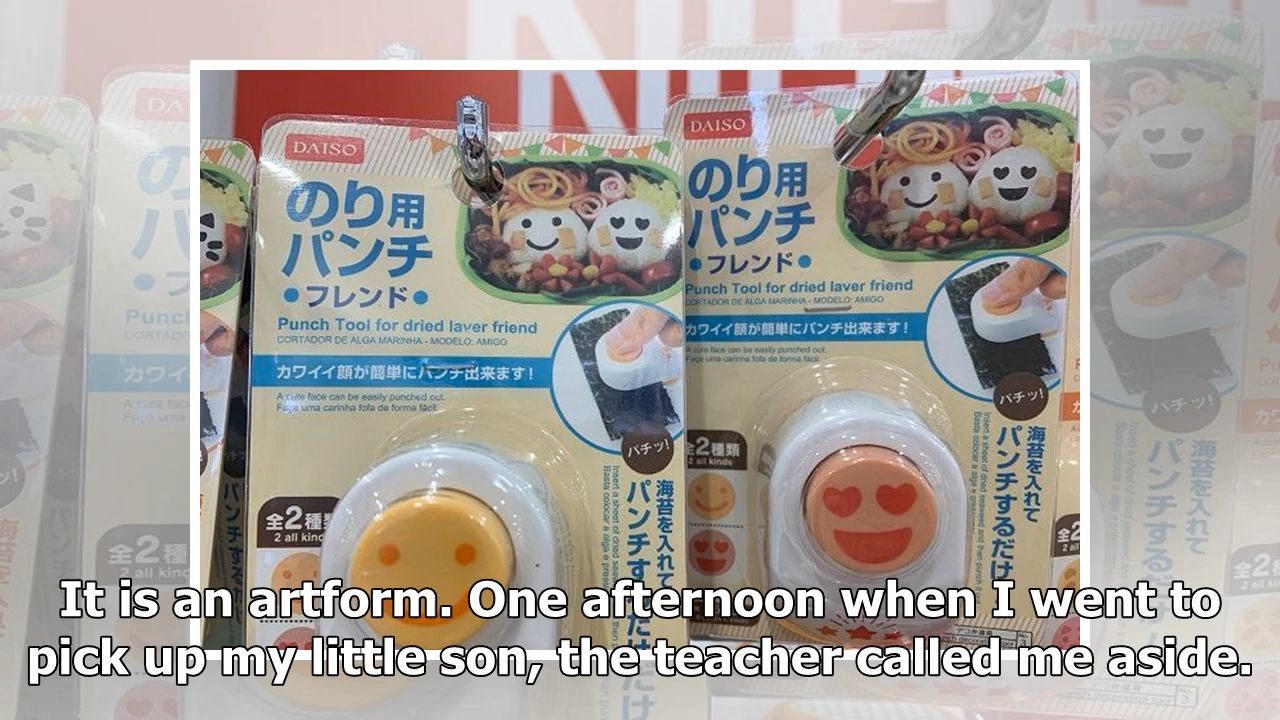 DAISO
のり用
パンチ
•フレンド•
Punch Tool for dried laver friend
CORTADOR DE ALGA MARINHA - MODELO: AMIGO
カワイイ顔が簡単にパンチ出来ます!
A cute face can be easily punched out.
Faça uma carinha fofa de forma fácil.
パチッ!
海苔を入れて
パンチするだけ
全2種類
2 all kinds
DAISO
のり用
パンチ
•フレンド•
Punch Tool for dried laver friend
CORTADOR DE ALGA MARINHA - MODELO: AMIGO
カワイイ顔が簡単にパンチ出来ます!
A cute face can be easily punched out.
Faça uma carinha fofa de forma fácil.
パチッ!
海苔を入れて
パンチするだけ
全2種類
2 all kinds
It is an artform. One afternoon when I went to
pick up my little son, the teacher called me aside.